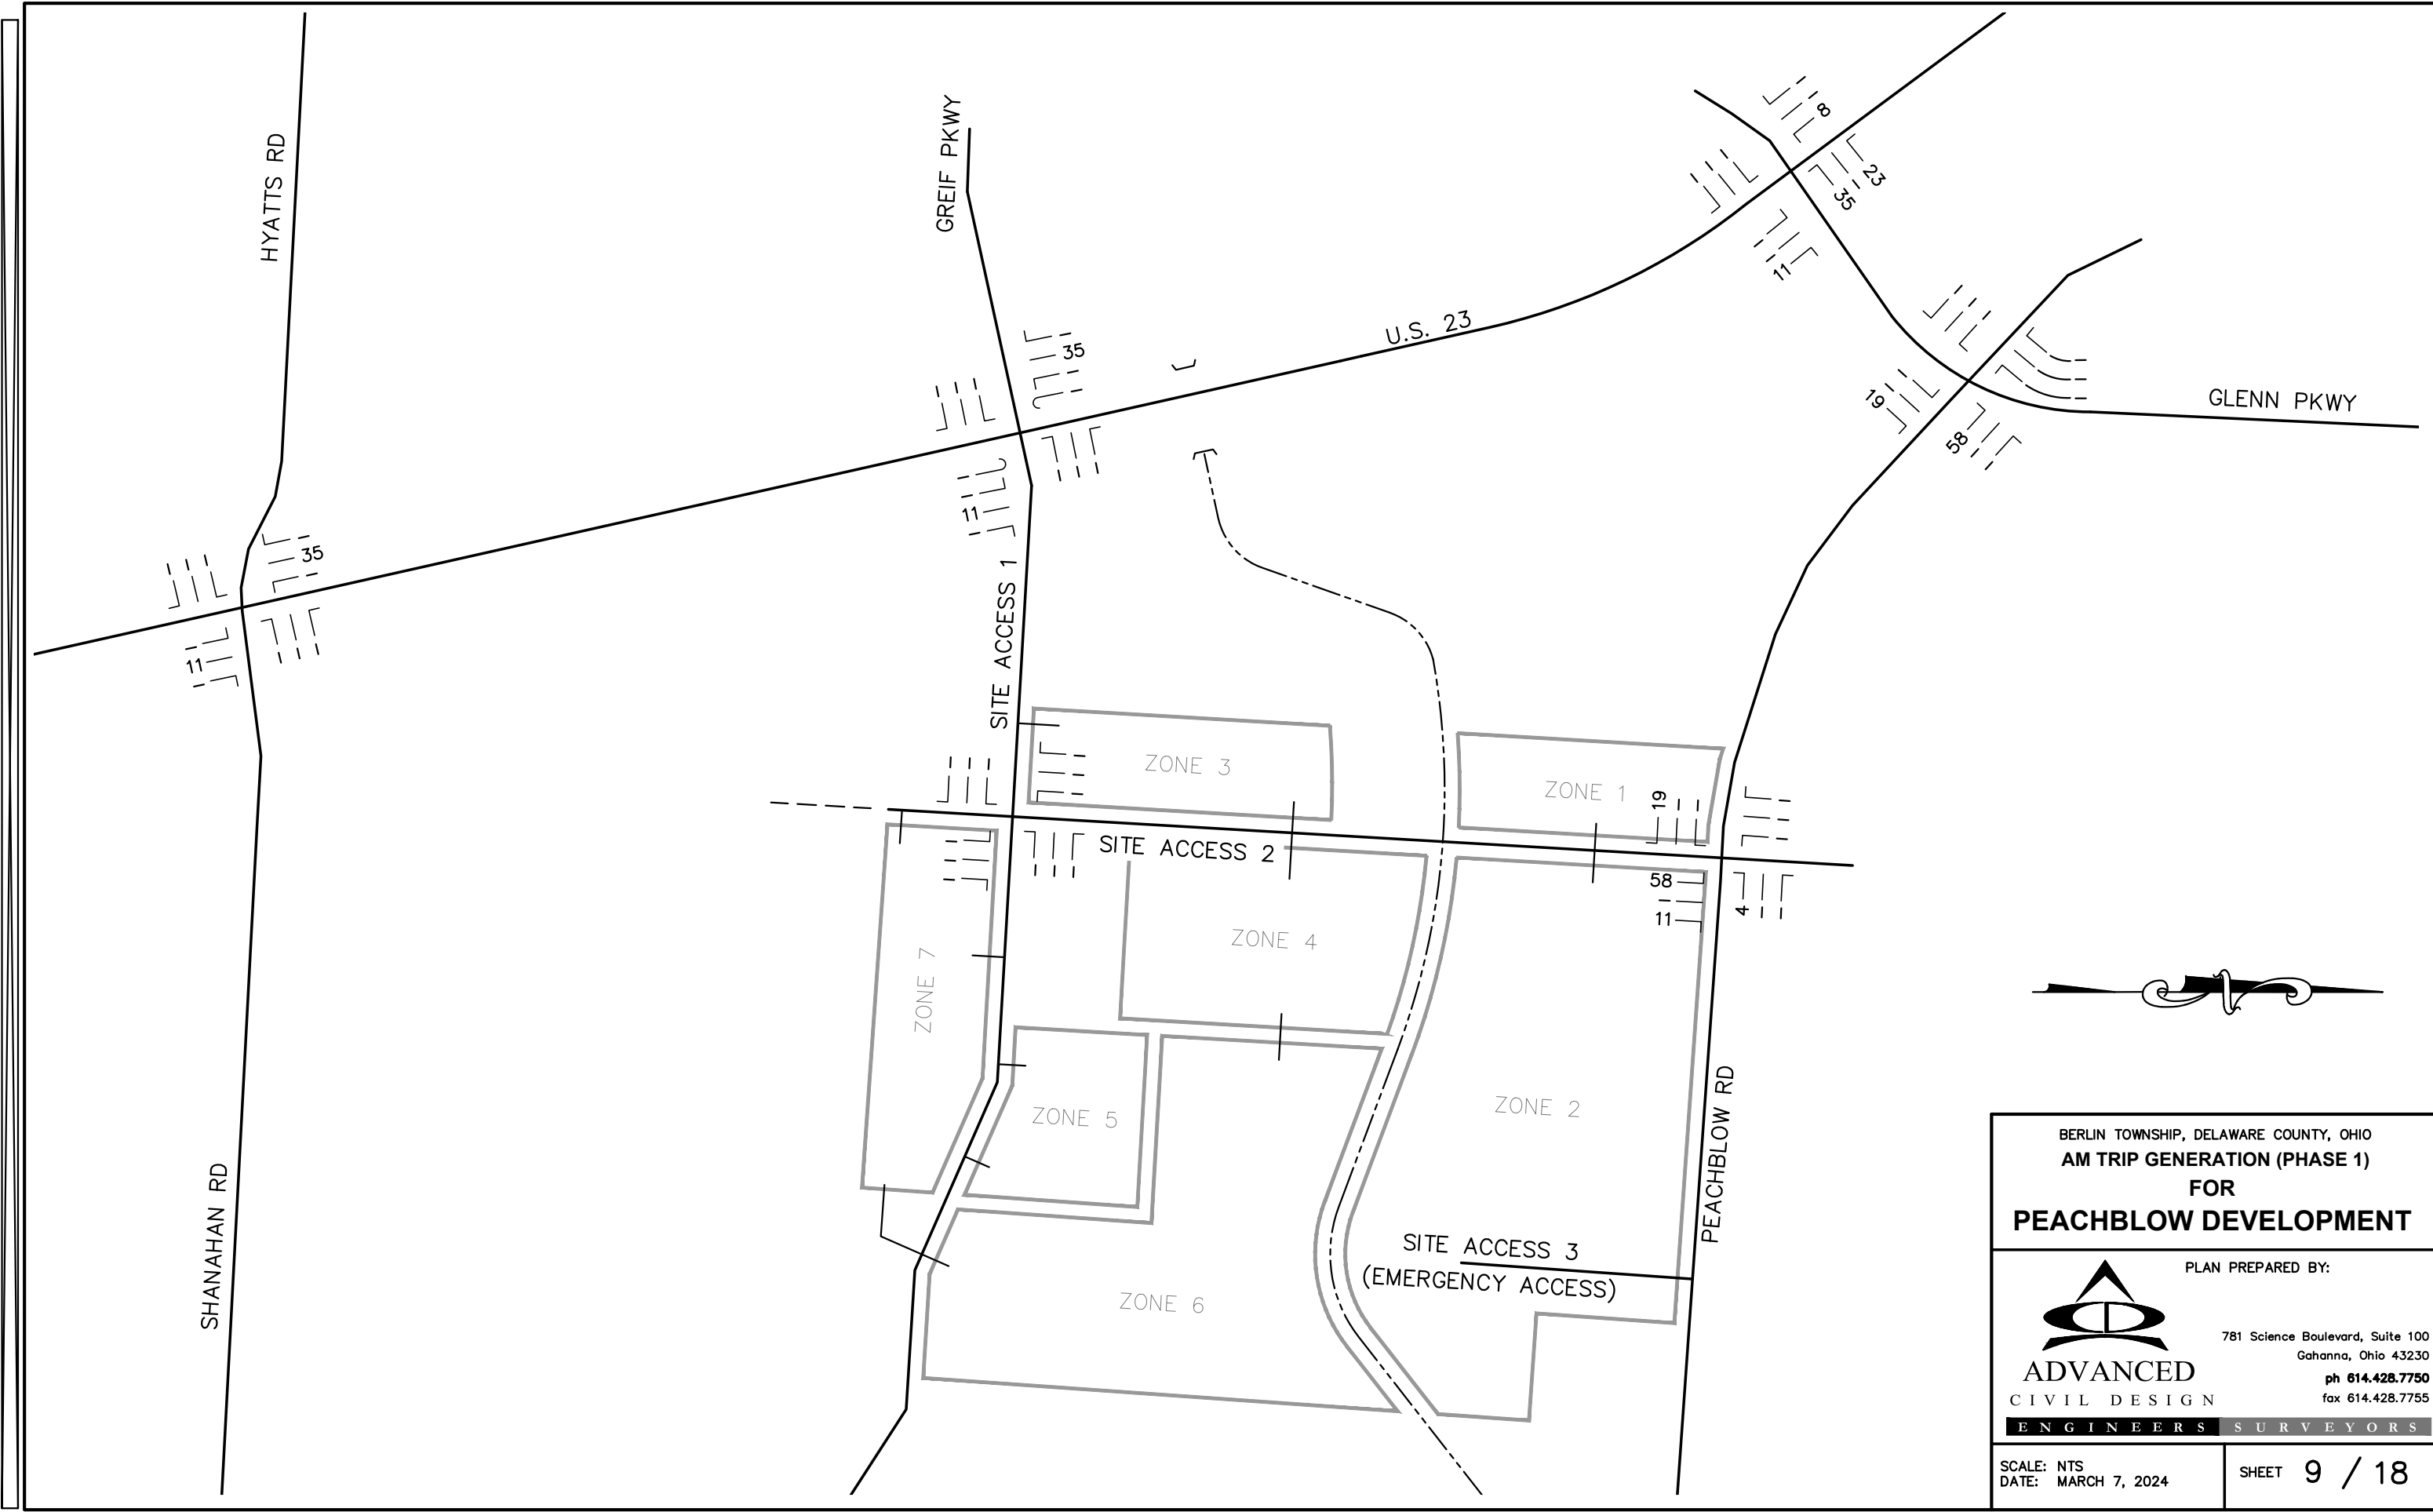 HYATTS RD
GREIF PKWY
8
23
35
11
U.S. 23
35
19
58
GLENN PKWY
11
35
11
SITE ACCESS 1
ZONE 3
ZONE 1
19
SITE ACCESS 2
58
11
4
ZONE 4
ZONE 7
ZONE 5
ZONE 2
PEACHBLOW RD
SHANAHAN RD
SITE ACCESS 3
(EMERGENCY ACCESS)
ZONE 6
BERLIN TOWNSHIP, DELAWARE COUNTY, OHIO
AM TRIP GENERATION (PHASE 1)
FOR
PEACHBLOW DEVELOPMENT
PLAN PREPARED BY:
781 Science Boulevard, Suite 100
Gahanna, Ohio 43230
ph 614.428.7750
fax 614.428.7755
ADVANCED
CIVIL DESIGN
ENGINEERS SURVEYORS
SCALE: NTS
DATE: MARCH 7, 2024
SHEET 9 / 18